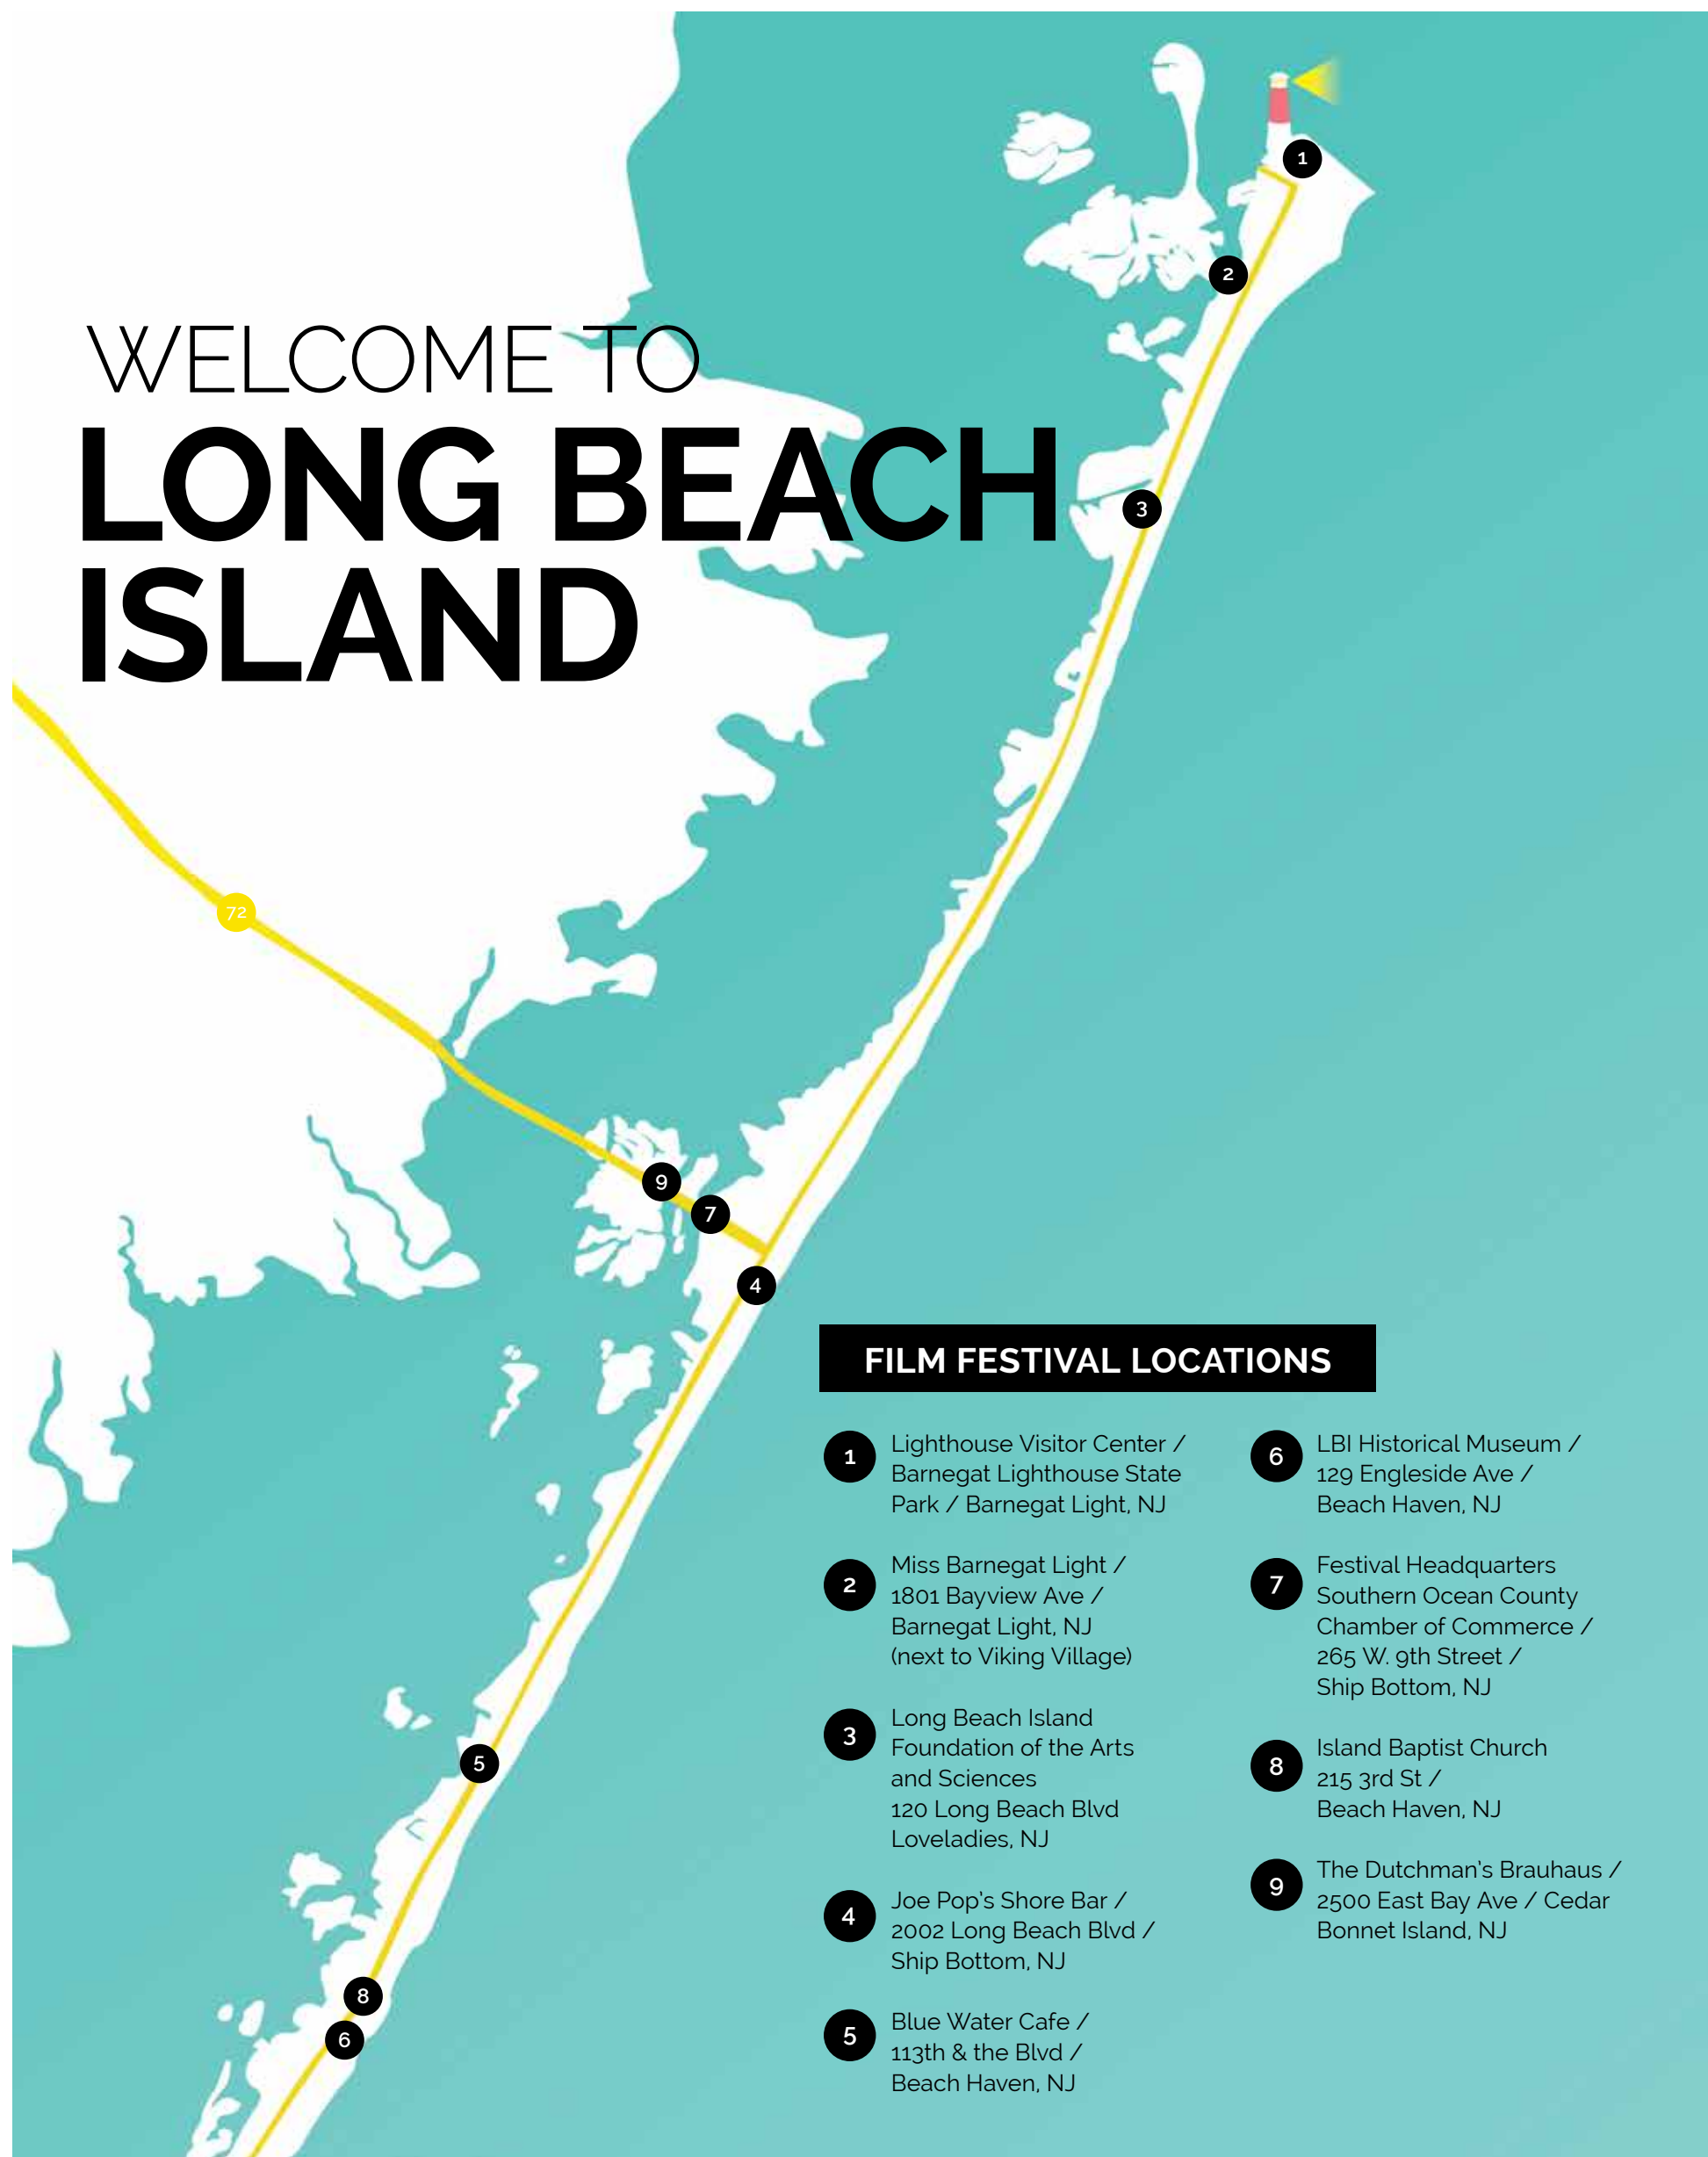 WELCOME TO
LONG BEACH
ISLAND
1
2
3
72
9
7
4
5
8
6
FILM FESTIVAL LOCATIONS
1
Lighthouse Visitor Center /
Barnegat Lighthouse State
Park / Barnegat Light, NJ
2
Miss Barnegat Light /
1801 Bayview Ave /
Barnegat Light, NJ
(next to Viking Village)
3
Long Beach Island
Foundation of the Arts
and Sciences
120 Long Beach Blvd
Loveladies, NJ
4
Joe Pop's Shore Bar /
2002 Long Beach Blvd /
Ship Bottom, NJ
5
Blue Water Cafe /
113th & the Blvd /
Beach Haven, NJ
6
LBI Historical Museum /
129 Engleside Ave /
Beach Haven, NJ
7
Festival Headquarters
Southern Ocean County
Chamber of Commerce /
265 W. 9th Street /
Ship Bottom, NJ
8
Island Baptist Church
215 3rd St /
Beach Haven, NJ
9
The Dutchman's Brauhaus /
2500 East Bay Ave / Cedar
Bonnet Island, NJ